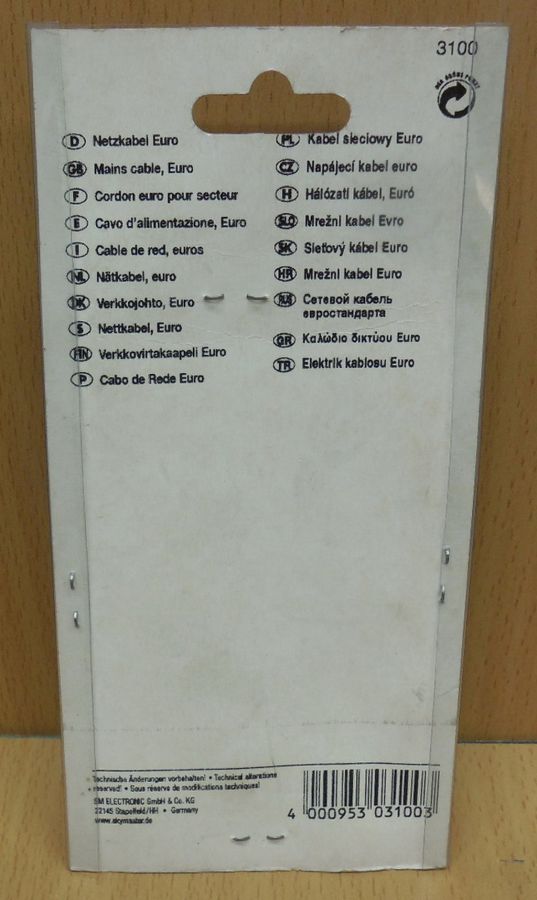 3100
DER GRÜNE PUNKT
D Netzkabel Euro
GB Mains cable, Euro
F Cordon euro pour secteur
E Cavo d'alimentazione, Euro
I Cable de red, euros
NL Nätkabel, euro
DK Verkkojohto, Euro
S Nettkabel, Euro
FIN Verkkovirtakaapeli Euro
P Cabo de Rede Euro
PL Kabel sieciowy Euro
CZ Napájecí kabel euro
H Hálózati kábel, Euró
SLO Mrežni kabel Evro
SK Sieťový kábel Euro
HR Mrežni kabel Euro
RUS Сетевой кабель
евростандарта
GR Καλώδιο δικτύου Euro
TR Elektrik kablosu Euro
Technische Änderungen vorbehalten! • Technical alterations
reserved! • Sous réserve de modifications techniques!
SM ELECTRONIC GmbH & Co. KG
22145 Stapelfeld/HH • Germany
www.skymaster.de
4 000953 031003